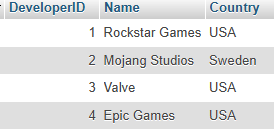 DeveloperID Name Country
1 Rockstar Games USA
2 Mojang Studios Sweden
3 Valve USA
4 Epic Games USA